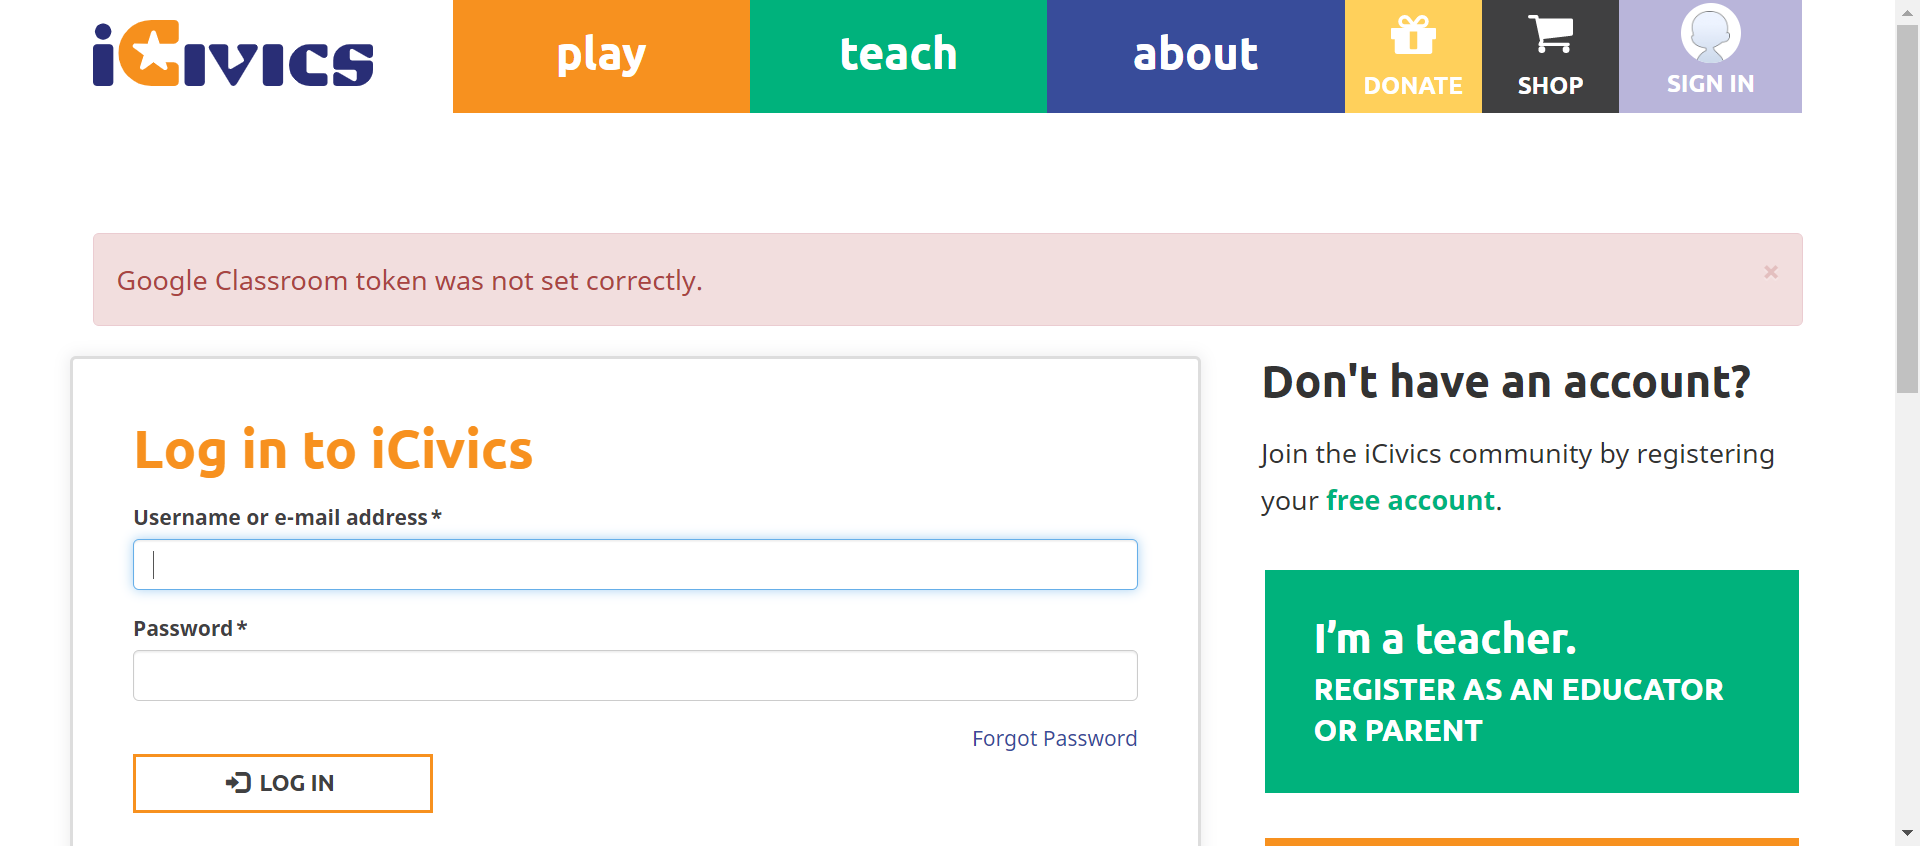 iCivics
play
teach
about
DONATE
SHOP
SIGN IN
Google Classroom token was not set correctly.
×
Log in to iCivics
Username or e-mail address*
Password*
Forgot Password
LOG IN
Don't have an account?
Join the iCivics community by registering
your free account.
I’m a teacher.
REGISTER AS AN EDUCATOR
OR PARENT